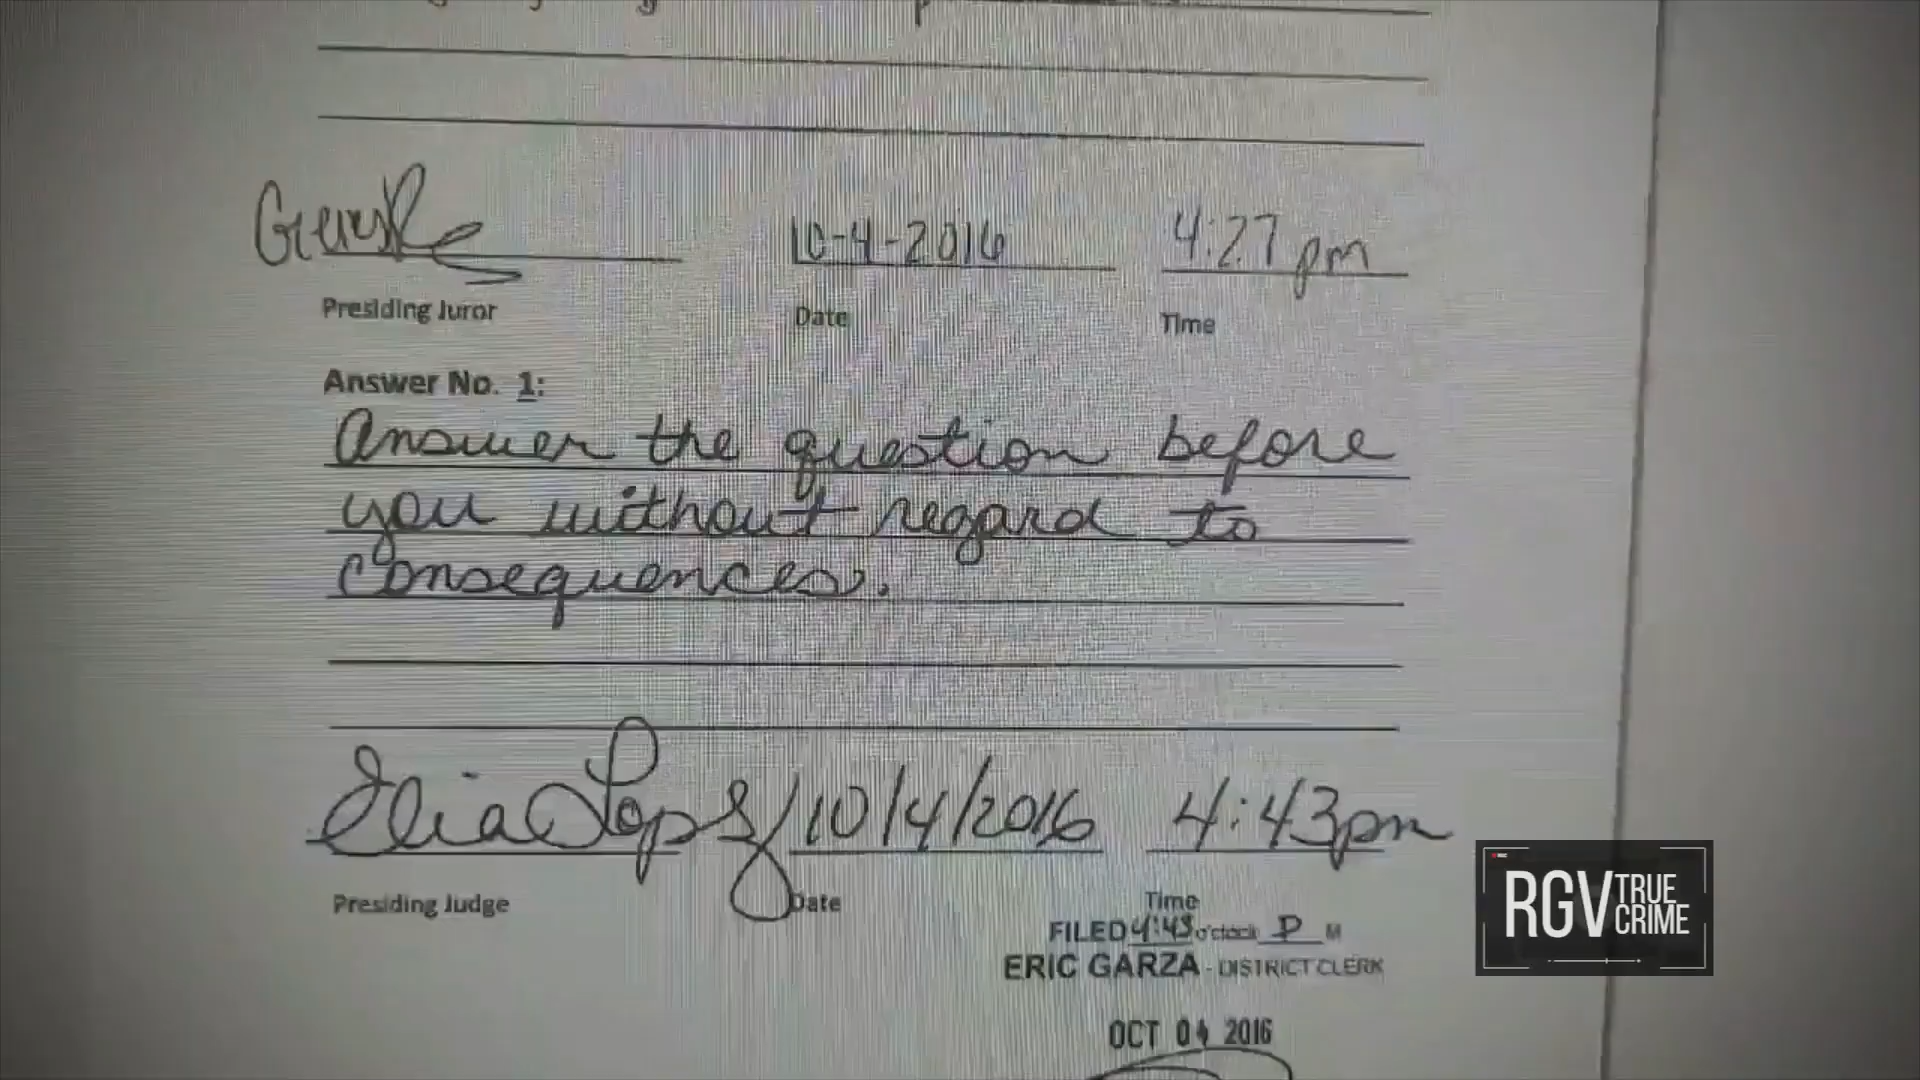 10-4-2016 4:27 pm
Presiding Juror Date Time
Answer No. 1:
Answer the question before
you without regard to
consequences.
10/4/2016 4:43pm
Presiding Judge Date Time
FILED 4:48 o'clock P M
ERIC GARZA - DISTRICT CLERK
OCT 04 2016
RGV TRUE
CRIME